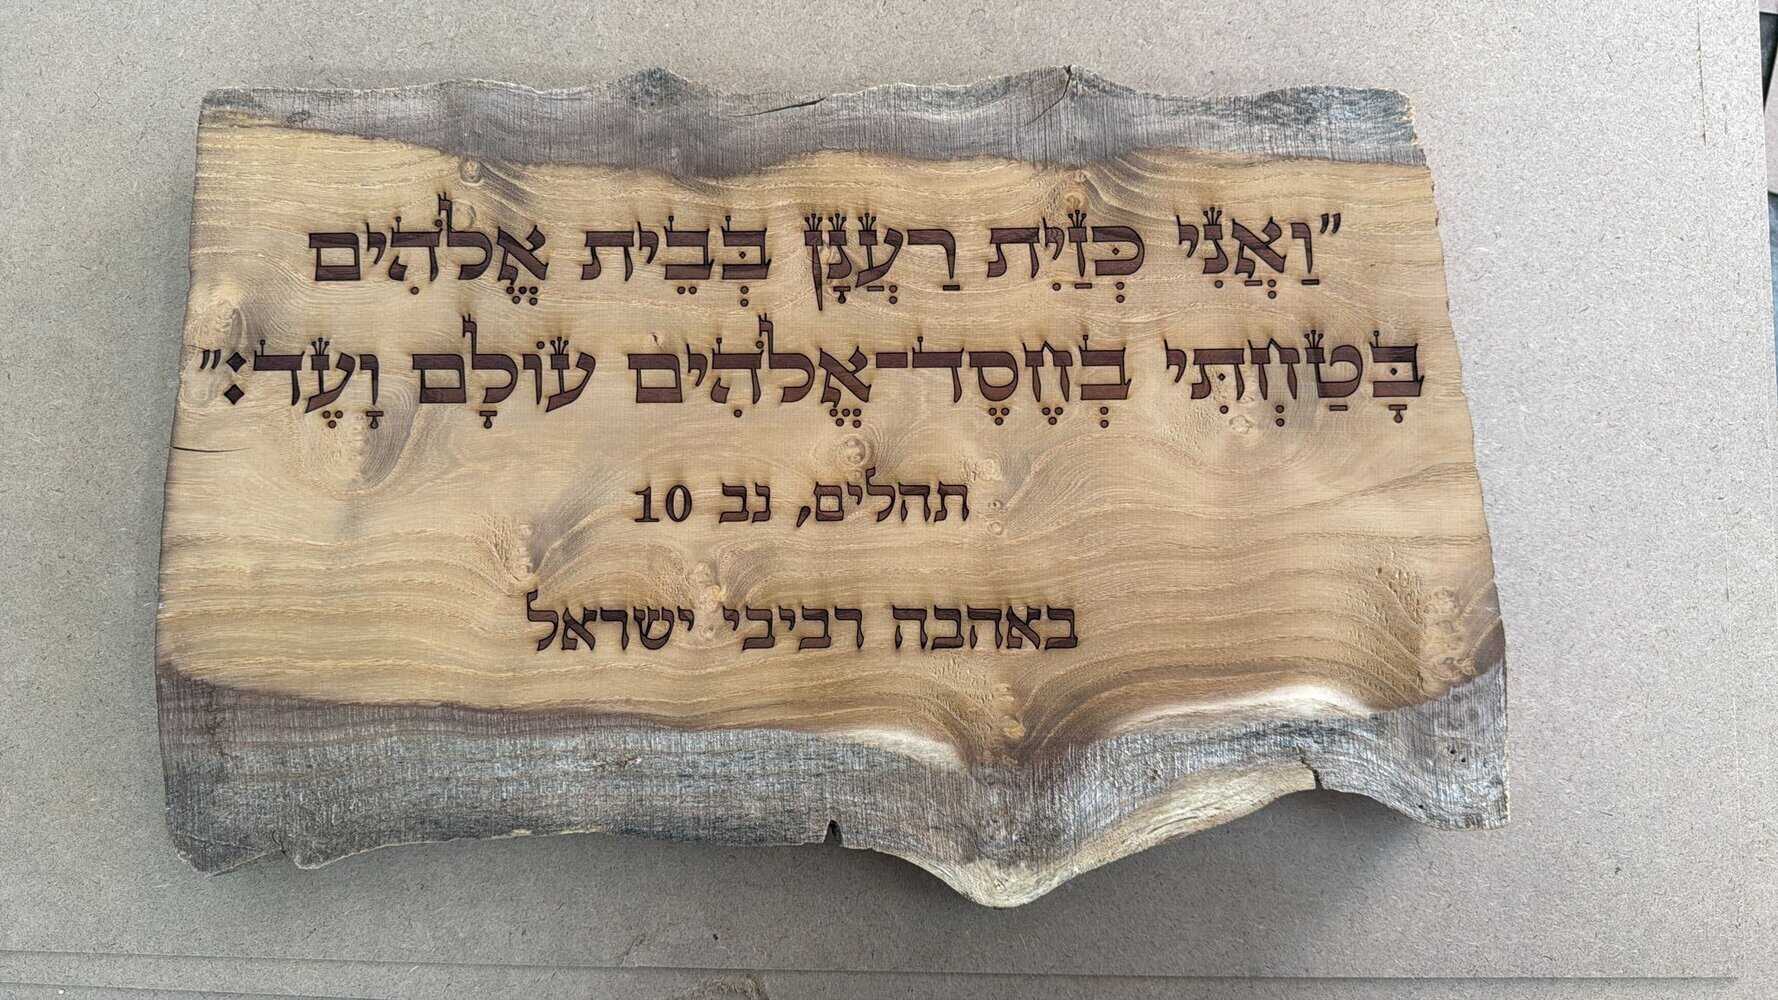 "וַאֲנִי כְּזַיִת רַעֲנָן בְּבֵית אֱלֹהִים
בָּטַחְתִּי בְחֶסֶד־אֱלֹהִים עוֹלָם וָעֶד:"
תהלים, נב 10
באהבה רביבי ישראל